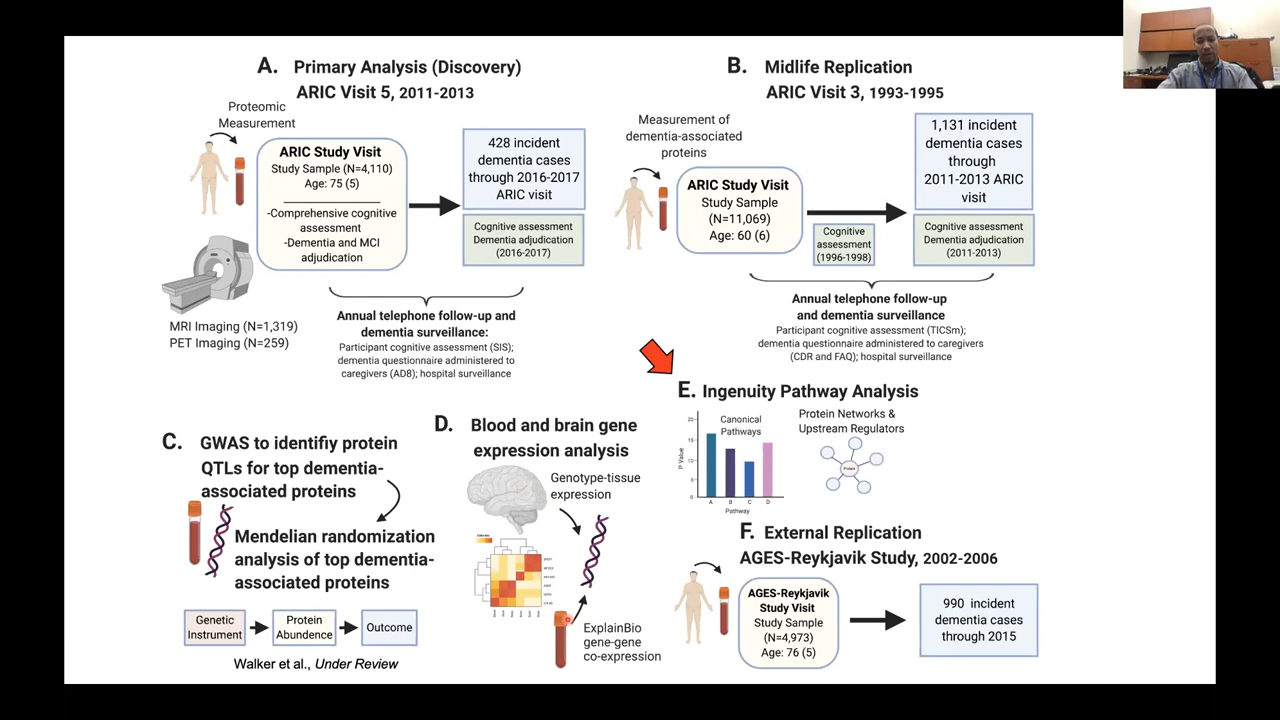 A. Primary Analysis (Discovery)
ARIC Visit 5, 2011-2013
Proteomic
Measurement
ARIC Study Visit
Study Sample (N=4,110)
Age: 75 (5)
-Comprehensive cognitive
assessment
-Dementia and MCI
adjudication
428 incident
dementia cases
through 2016-2017
ARIC visit
Cognitive assessment
Dementia adjudication
(2016-2017)
MRI Imaging (N=1,319)
PET Imaging (N=259)
Annual telephone follow-up and
dementia surveillance:
Participant cognitive assessment (SIS);
dementia questionnaire administered to
caregivers (AD8); hospital surveillance
B. Midlife Replication
ARIC Visit 3, 1993-1995
Measurement of
dementia-associated
proteins
ARIC Study Visit
Study Sample
(N=11,069)
Age: 60 (6)
Cognitive
assessment
(1996-1998)
1,131 incident
dementia cases
through
2011-2013 ARIC
visit
Cognitive assessment
Dementia adjudication
(2011-2013)
Annual telephone follow-up
and dementia surveillance
Participant cognitive assessment (TICSm);
dementia questionnaire administered to caregivers
(CDR and FAQ); hospital surveillance
C. GWAS to identifiy protein
QTLs for top dementia-
associated proteins
Mendelian randomization
analysis of top dementia-
associated proteins
Genetic
Instrument
Protein
Abundence
Outcome
Walker et al., Under Review
D. Blood and brain gene
expression analysis
Genotype-tissue
expression
ExplainBio
gene-gene
co-expression
E. Ingenuity Pathway Analysis
Canonical
Pathways
P Value
20
15
10
5
0
A B C D
Pathway
Protein Networks &
Upstream Regulators
Protein
F. External Replication
AGES-Reykjavik Study, 2002-2006
AGES-Reykjavik
Study Visit
Study Sample
(N=4,973)
Age: 76 (5)
990 incident
dementia cases
through 2015